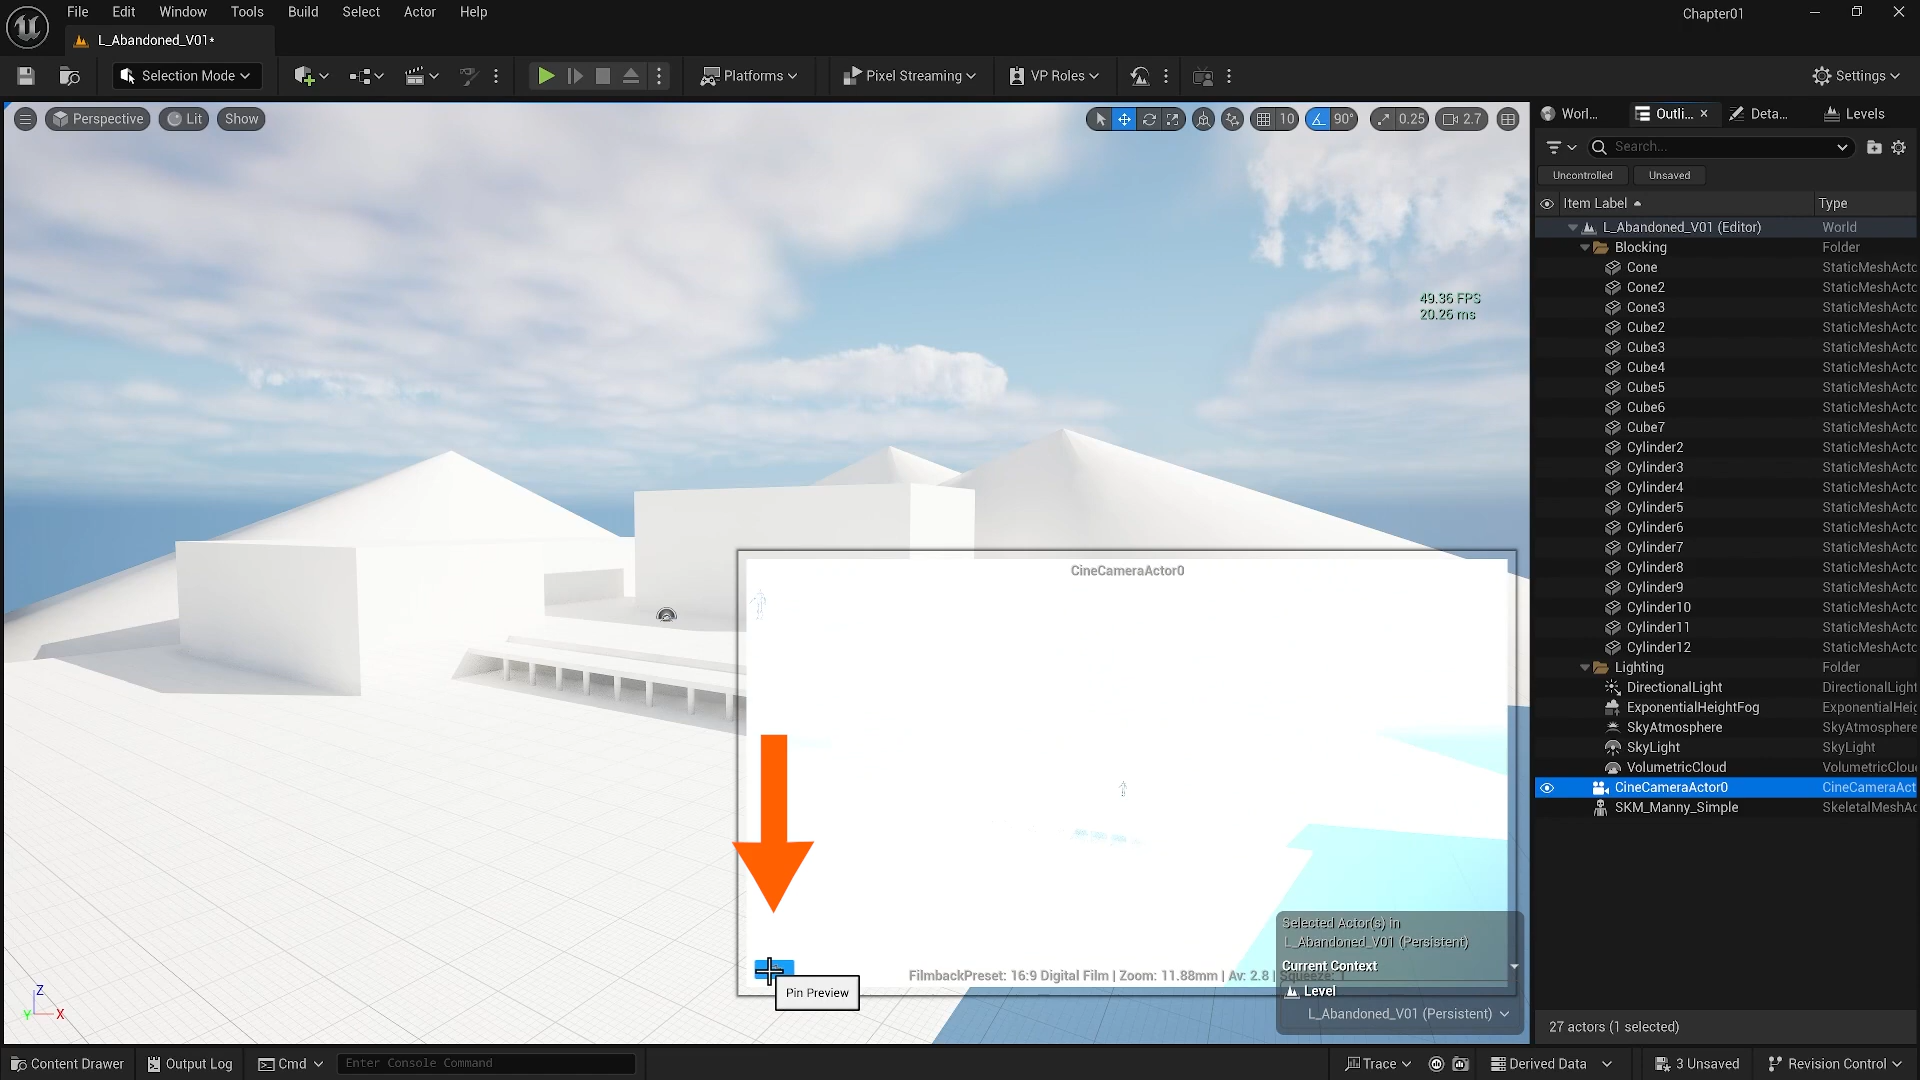 File Edit Window Tools Build Select Actor Help
Chapter01
L_Abandoned_V01*
Selection Mode
Platforms
Pixel Streaming
VP Roles
Settings
Perspective
Lit
Show
10
90°
0.25
2.7
49.36 FPS
20.26 ms
CineCameraActor0
FilmbackPreset: 16:9 Digital Film | Zoom: 11.88mm | Av: 2.8 | Squeeze: 1
Pin Preview
Selected Actor(s) in
L_Abandoned_V01 (Persistent)
Current Context
Level
L_Abandoned_V01 (Persistent)
Z
Y
X
Worl...
Outli...
Deta...
Levels
Search...
Uncontrolled
Unsaved
Item Label
Type
L_Abandoned_V01 (Editor) World
Blocking Folder
Cone StaticMeshActo
Cone2 StaticMeshActo
Cone3 StaticMeshActo
Cube2 StaticMeshActo
Cube3 StaticMeshActo
Cube4 StaticMeshActo
Cube5 StaticMeshActo
Cube6 StaticMeshActo
Cube7 StaticMeshActo
Cylinder2 StaticMeshActo
Cylinder3 StaticMeshActo
Cylinder4 StaticMeshActo
Cylinder5 StaticMeshActo
Cylinder6 StaticMeshActo
Cylinder7 StaticMeshActo
Cylinder8 StaticMeshActo
Cylinder9 StaticMeshActo
Cylinder10 StaticMeshActo
Cylinder11 StaticMeshActo
Cylinder12 StaticMeshActo
Lighting Folder
DirectionalLight DirectionalLight
ExponentialHeightFog ExponentialHeig
SkyAtmosphere SkyAtmosphere
SkyLight SkyLight
VolumetricCloud VolumetricClou
CineCameraActor0 CineCameraAct
SKM_Manny_Simple SkeletalMeshAc
27 actors (1 selected)
Content Drawer
Output Log
Cmd
Enter Console Command
Trace
Derived Data
3 Unsaved
Revision Control